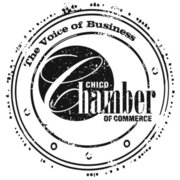 The Voice of Business
CHICO
Chamber
OF COMMERCE